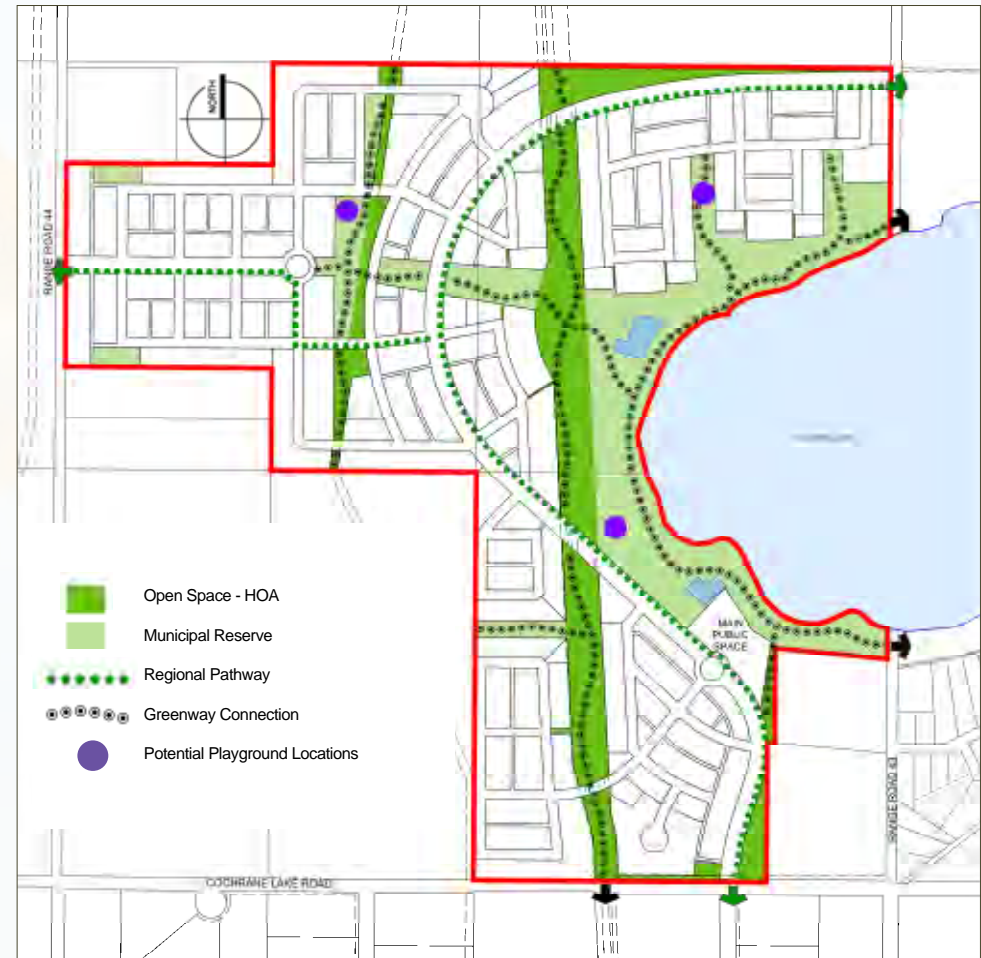 NORTH
RANGE ROAD 44
Open Space - HOA
Municipal Reserve
Regional Pathway
Greenway Connection
Potential Playground Locations
MAIN
PUBLIC
SPACE
RANGE ROAD 43
COCHRANE LAKE ROAD